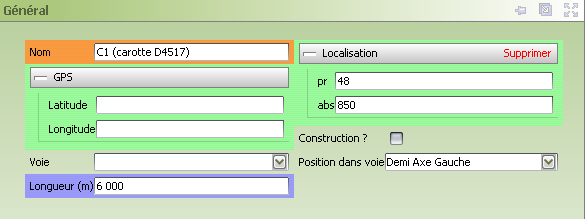 Général
Nom C1 (carotte D4517)
Localisation Supprimer
GPS
pr 48
Latitude
abs 850
Longitude
Construction ?
Voie
Position dans voie Demi Axe Gauche
Longueur (m) 6 000